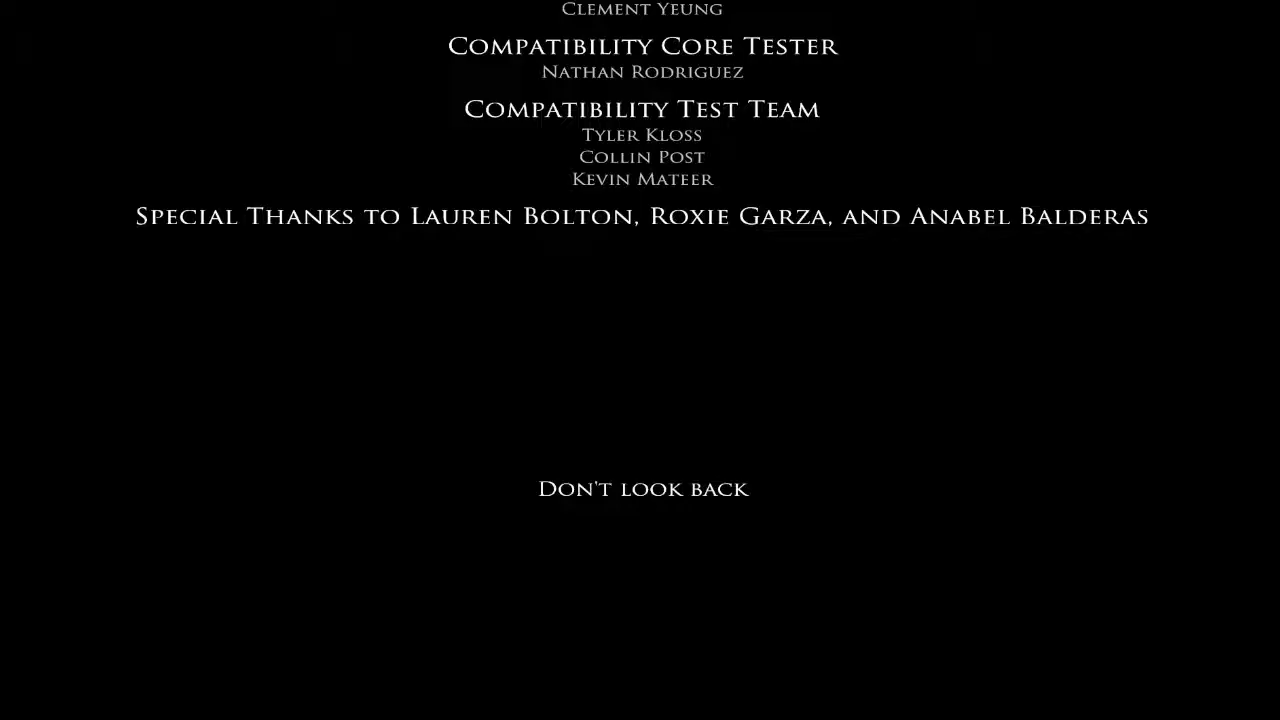 Clement Yeung
Compatibility Core Tester
Nathan Rodriguez
Compatibility Test Team
Tyler Kloss
Collin Post
Kevin Mateer
Special Thanks to Lauren Bolton, Roxie Garza, and Anabel Balderas
Don't look back